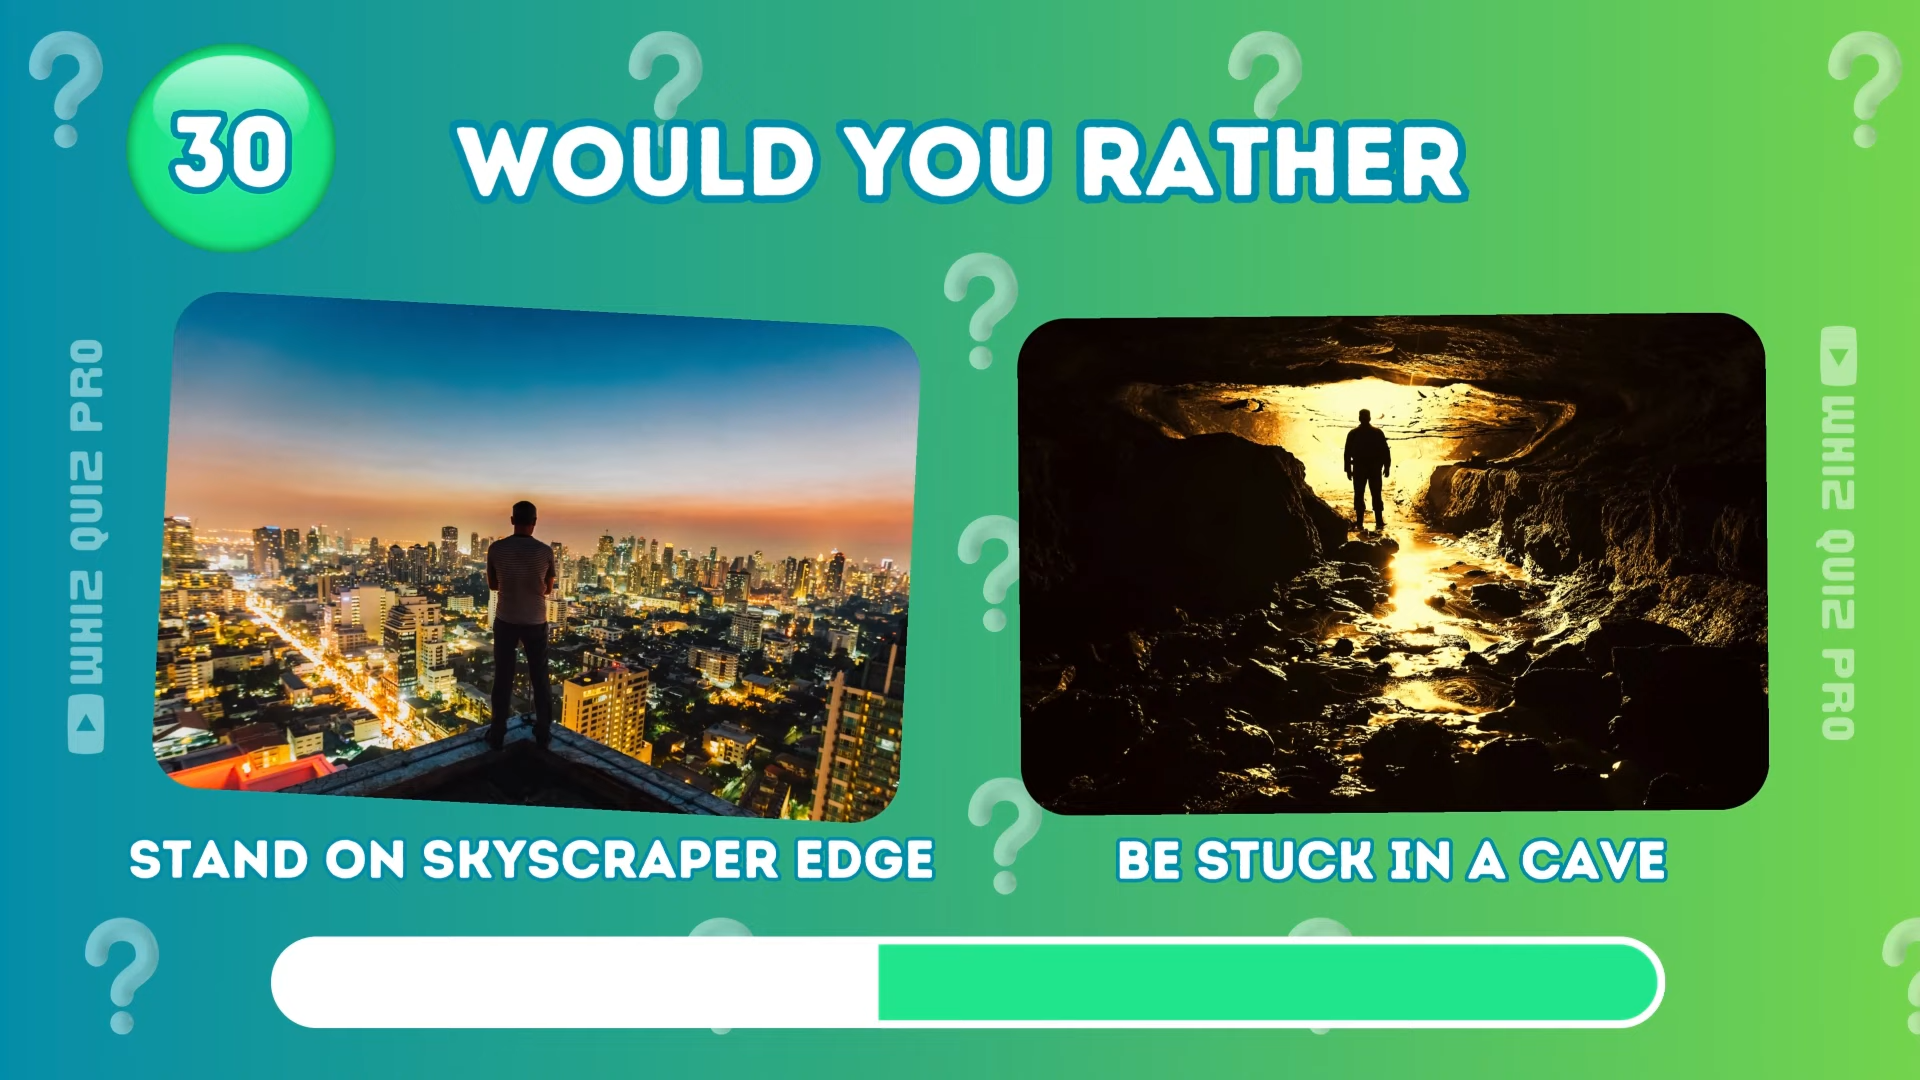 30
WOULD YOU RATHER
WHIZ QUIZ PRO
WHIZ QUIZ PRO
STAND ON SKYSCRAPER EDGE
BE STUCK IN A CAVE